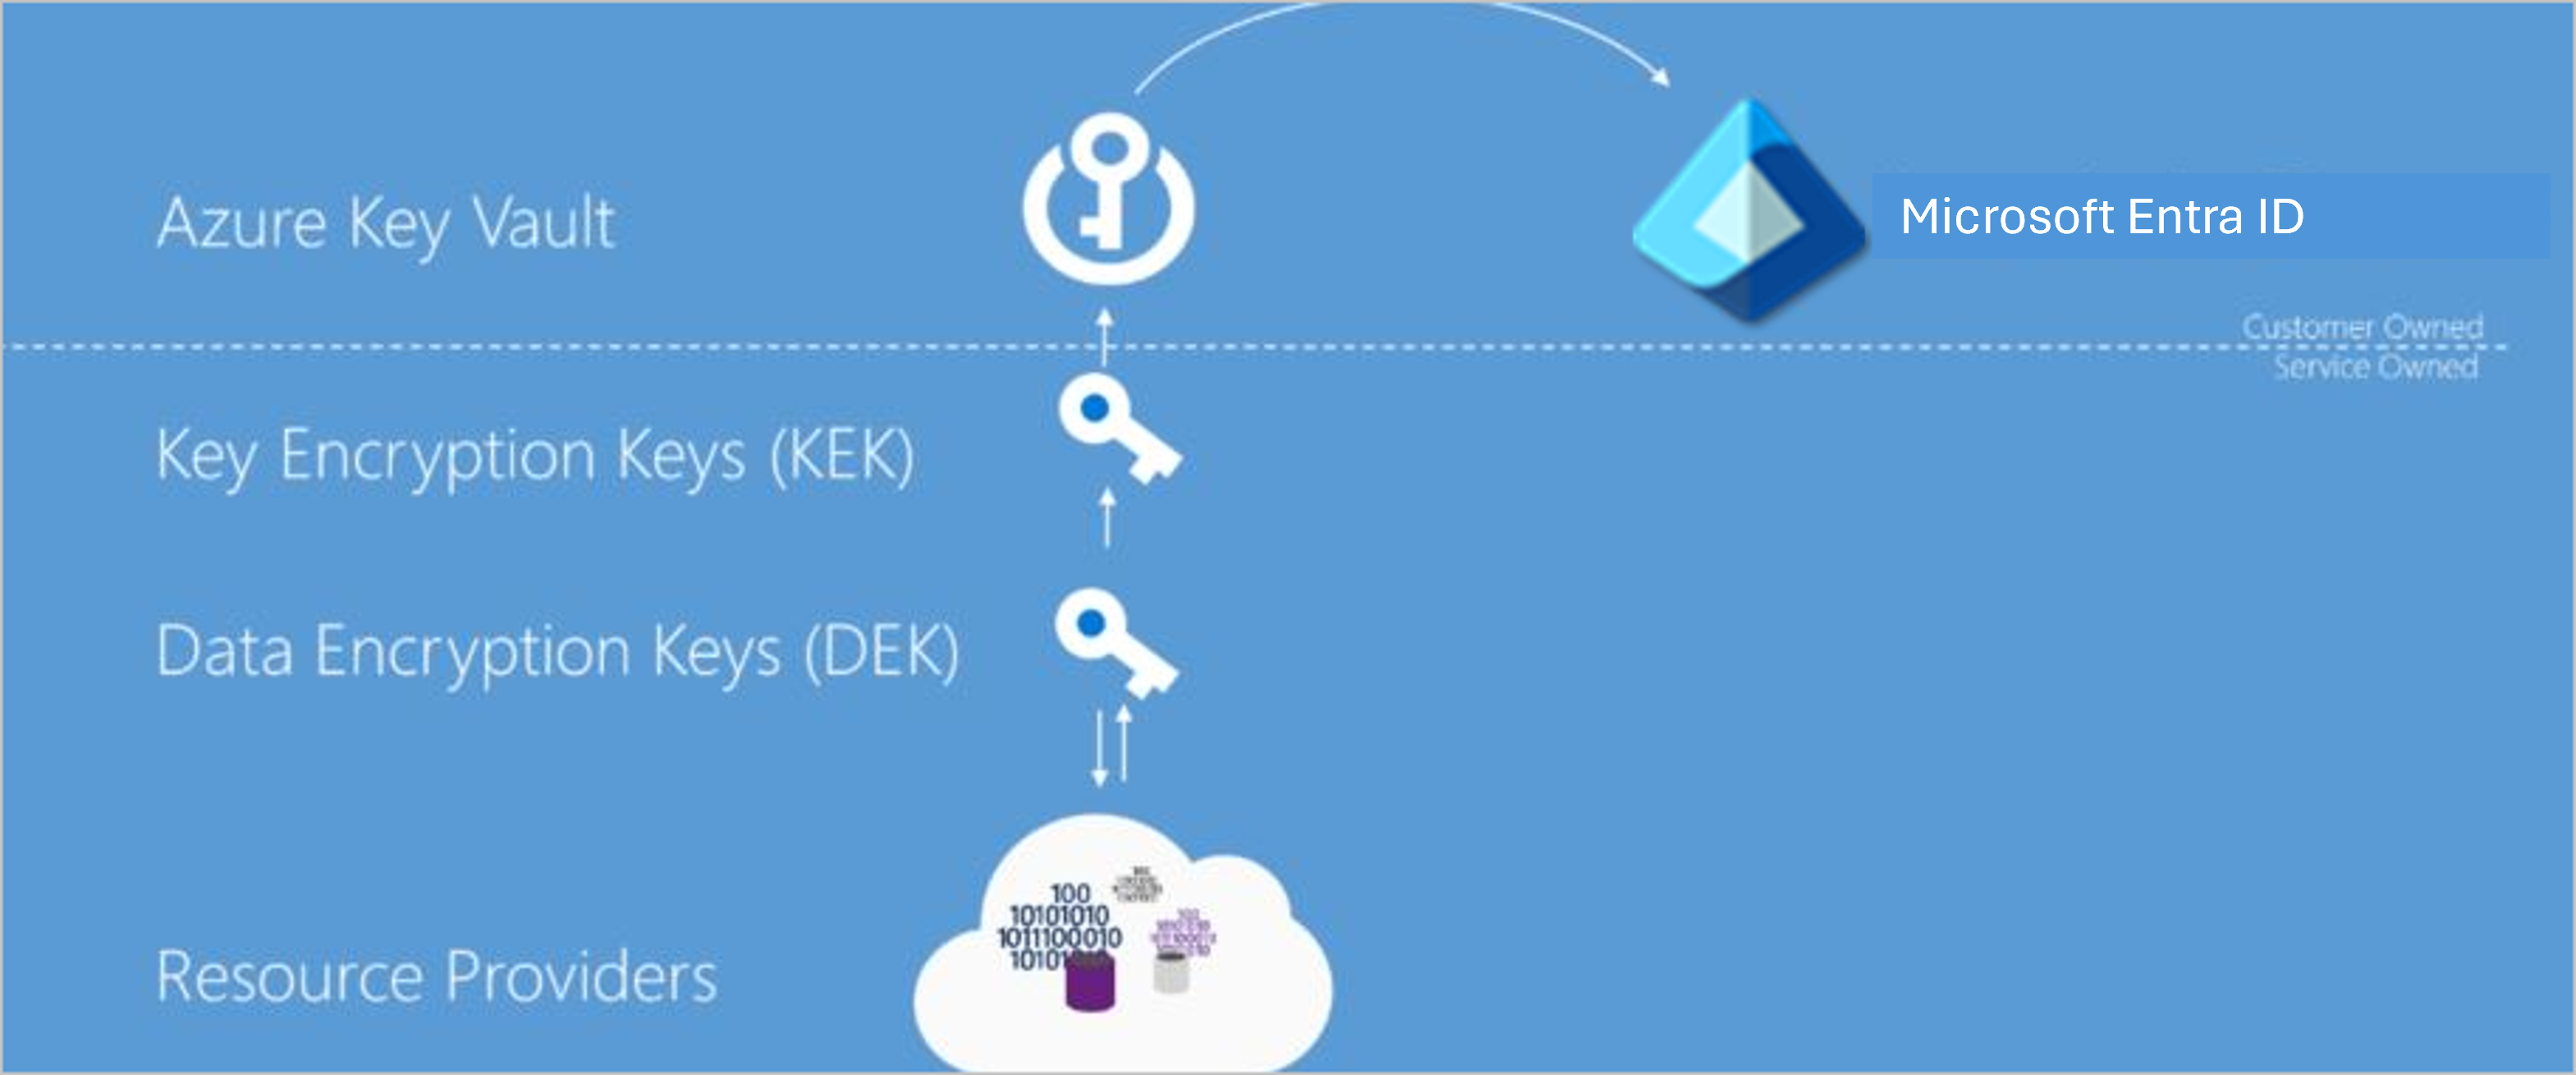 Azure Key Vault
Microsoft Entra ID
Customer Owned
Service Owned
Key Encryption Keys (KEK)
Data Encryption Keys (DEK)
100
10101010
1011100010
Resource Providers